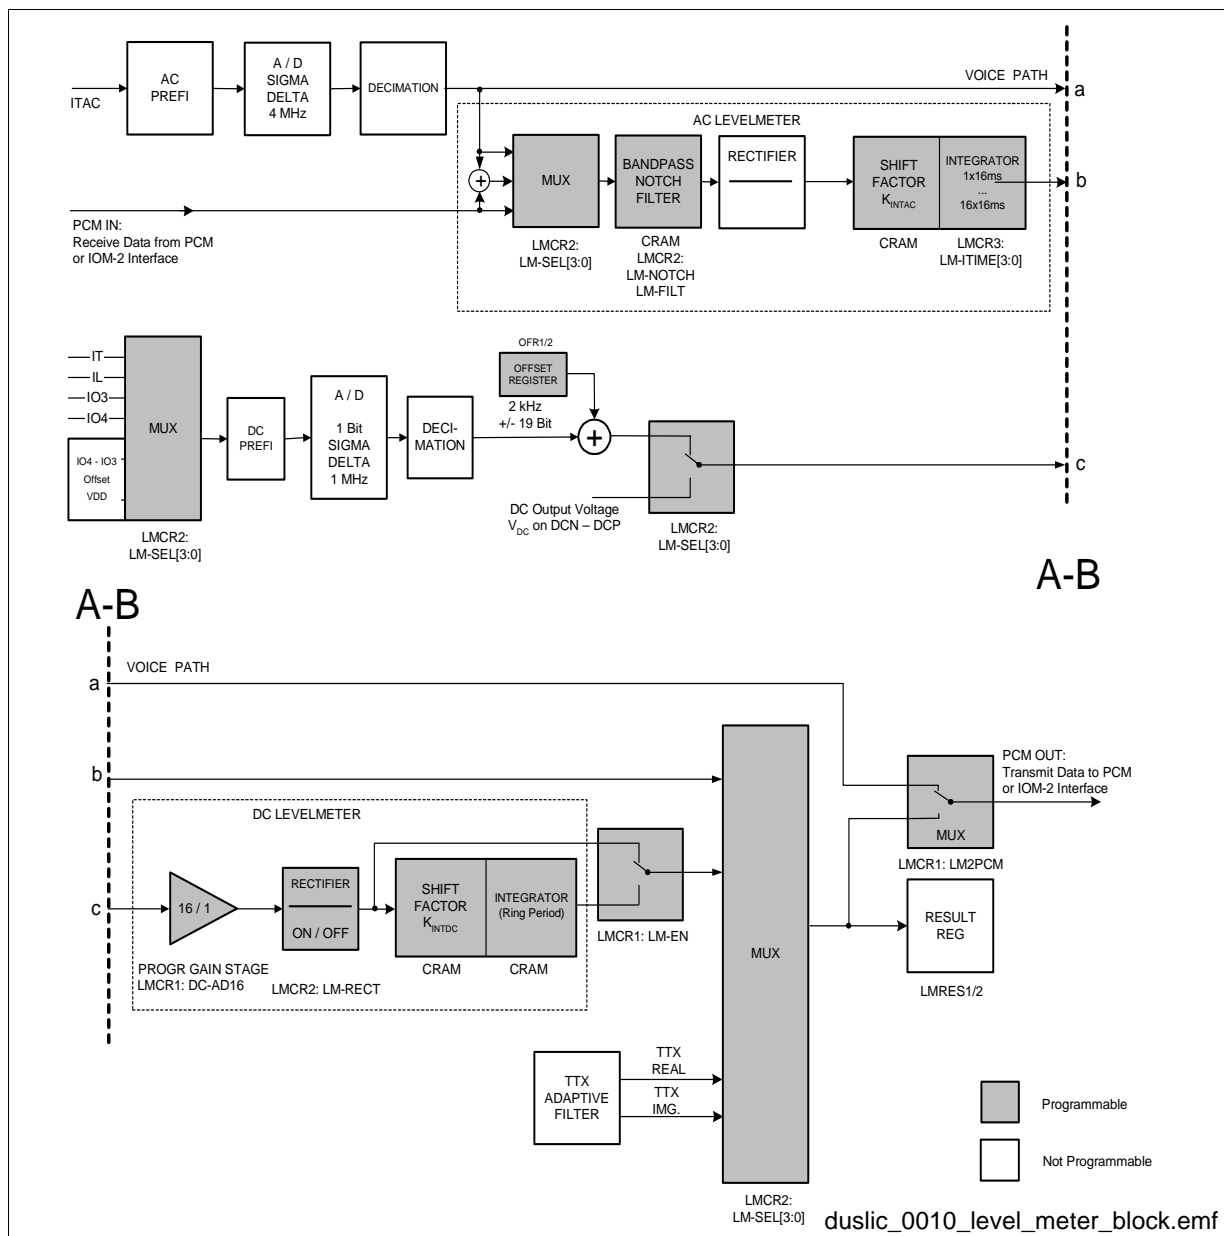 ITAC
AC
PREFI
A / D
SIGMA
DELTA
4 MHz
DECIMATION
VOICE PATH
a
AC LEVELMETER
+
MUX
BANDPASS
NOTCH
FILTER
RECTIFIER
SHIFT
FACTOR
KINTAC
INTEGRATOR
1x16ms
...
16x16ms
b
PCM IN:
Receive Data from PCM
or IOM-2 Interface
LMCR2:
LM-SEL[3:0]
CRAM
LMCR2:
LM-NOTCH
LM-FILT
CRAM
LMCR3:
LM-ITIME[3:0]
IT
IL
IO3
IO4
IO4 - IO3
Offset
VDD
MUX
LMCR2:
LM-SEL[3:0]
DC
PREFI
A / D
1 Bit
SIGMA
DELTA
1 MHz
DECI-
MATION
OFR1/2
OFFSET
REGISTER
2 kHz
+/- 19 Bit
+
DC Output Voltage
VDC on DCN – DCP
LMCR2:
LM-SEL[3:0]
c
A-B
A-B
VOICE PATH
a
b
c
DC LEVELMETER
16 / 1
PROGR GAIN STAGE
LMCR1: DC-AD16
RECTIFIER
ON / OFF
LMCR2: LM-RECT
SHIFT
FACTOR
KINTDC
INTEGRATOR
(Ring Period)
CRAM
CRAM
LMCR1: LM-EN
MUX
LMCR2:
LM-SEL[3:0]
TTX
ADAPTIVE
FILTER
TTX
REAL
TTX
IMG.
MUX
LMCR1: LM2PCM
PCM OUT:
Transmit Data to PCM
or IOM-2 Interface
RESULT
REG
LMRES1/2
Programmable
Not Programmable
duslic_0010_level_meter_block.emf